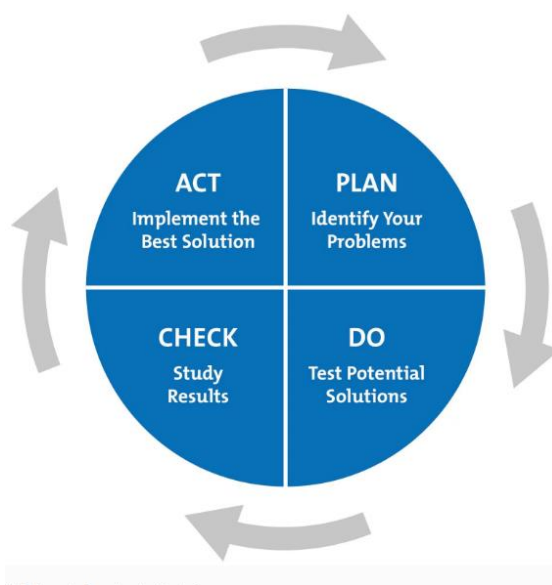 ACT
Implement the
Best Solution
PLAN
Identify Your
Problems
CHECK
Study
Results
DO
Test Potential
Solutions